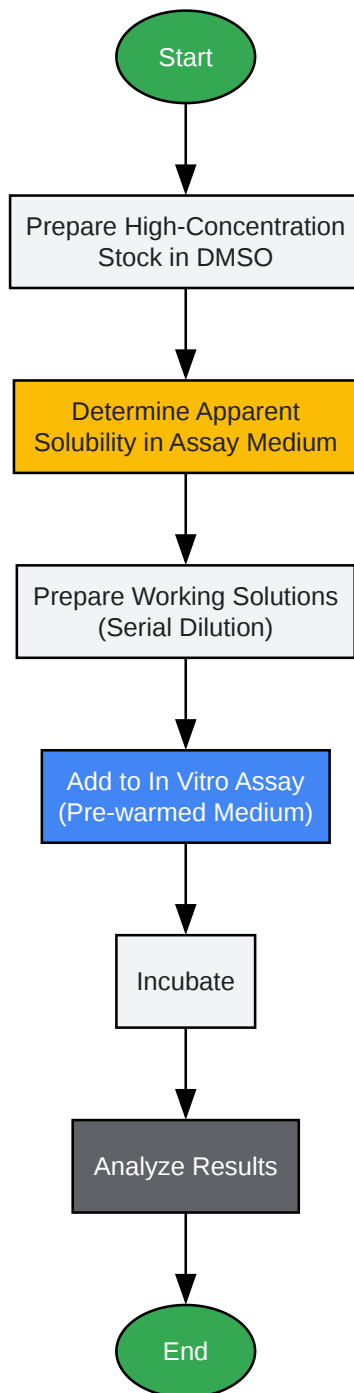 Start
Prepare High-Concentration
Stock in DMSO
Determine Apparent
Solubility in Assay Medium
Prepare Working Solutions
(Serial Dilution)
Add to In Vitro Assay
(Pre-warmed Medium)
Incubate
Analyze Results
End